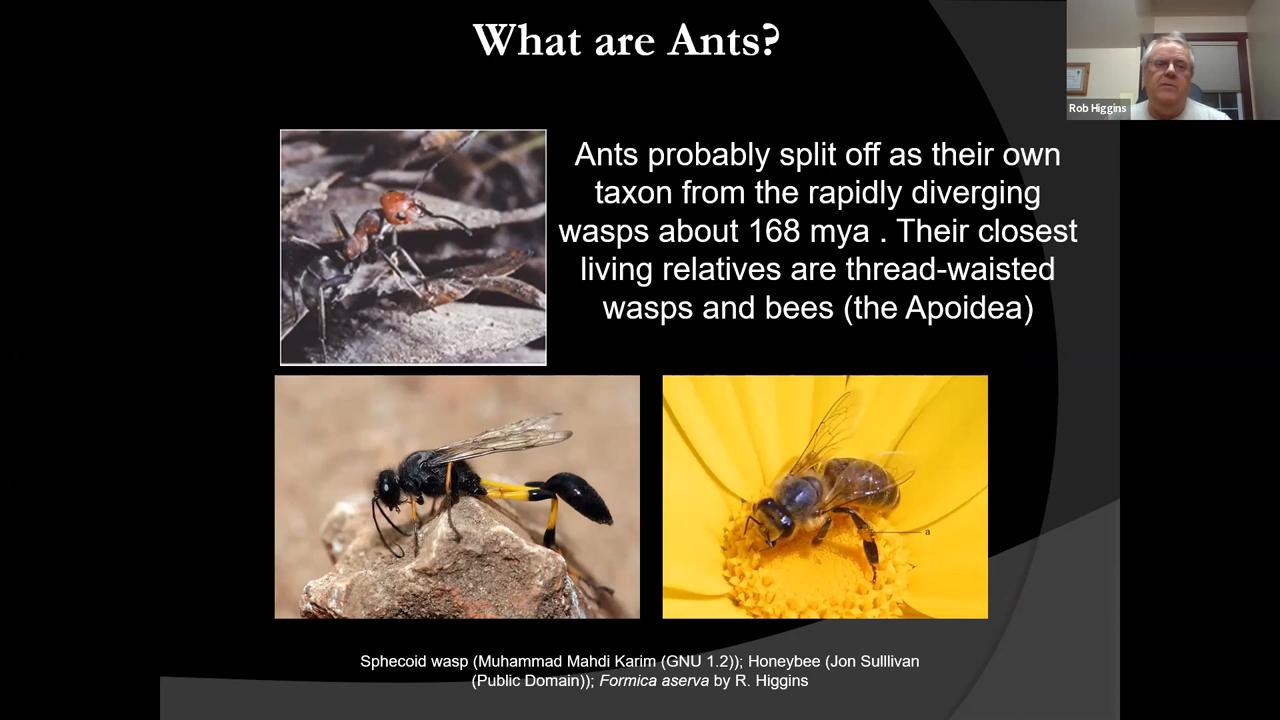 What are Ants?
Rob Higgins
Ants probably split off as their own
taxon from the rapidly diverging
wasps about 168 mya . Their closest
living relatives are thread-waisted
wasps and bees (the Apoidea)
a
Sphecoid wasp (Muhammad Mahdi Karim (GNU 1.2)); Honeybee (Jon Sulllivan
(Public Domain)); Formica aserva by R. Higgins